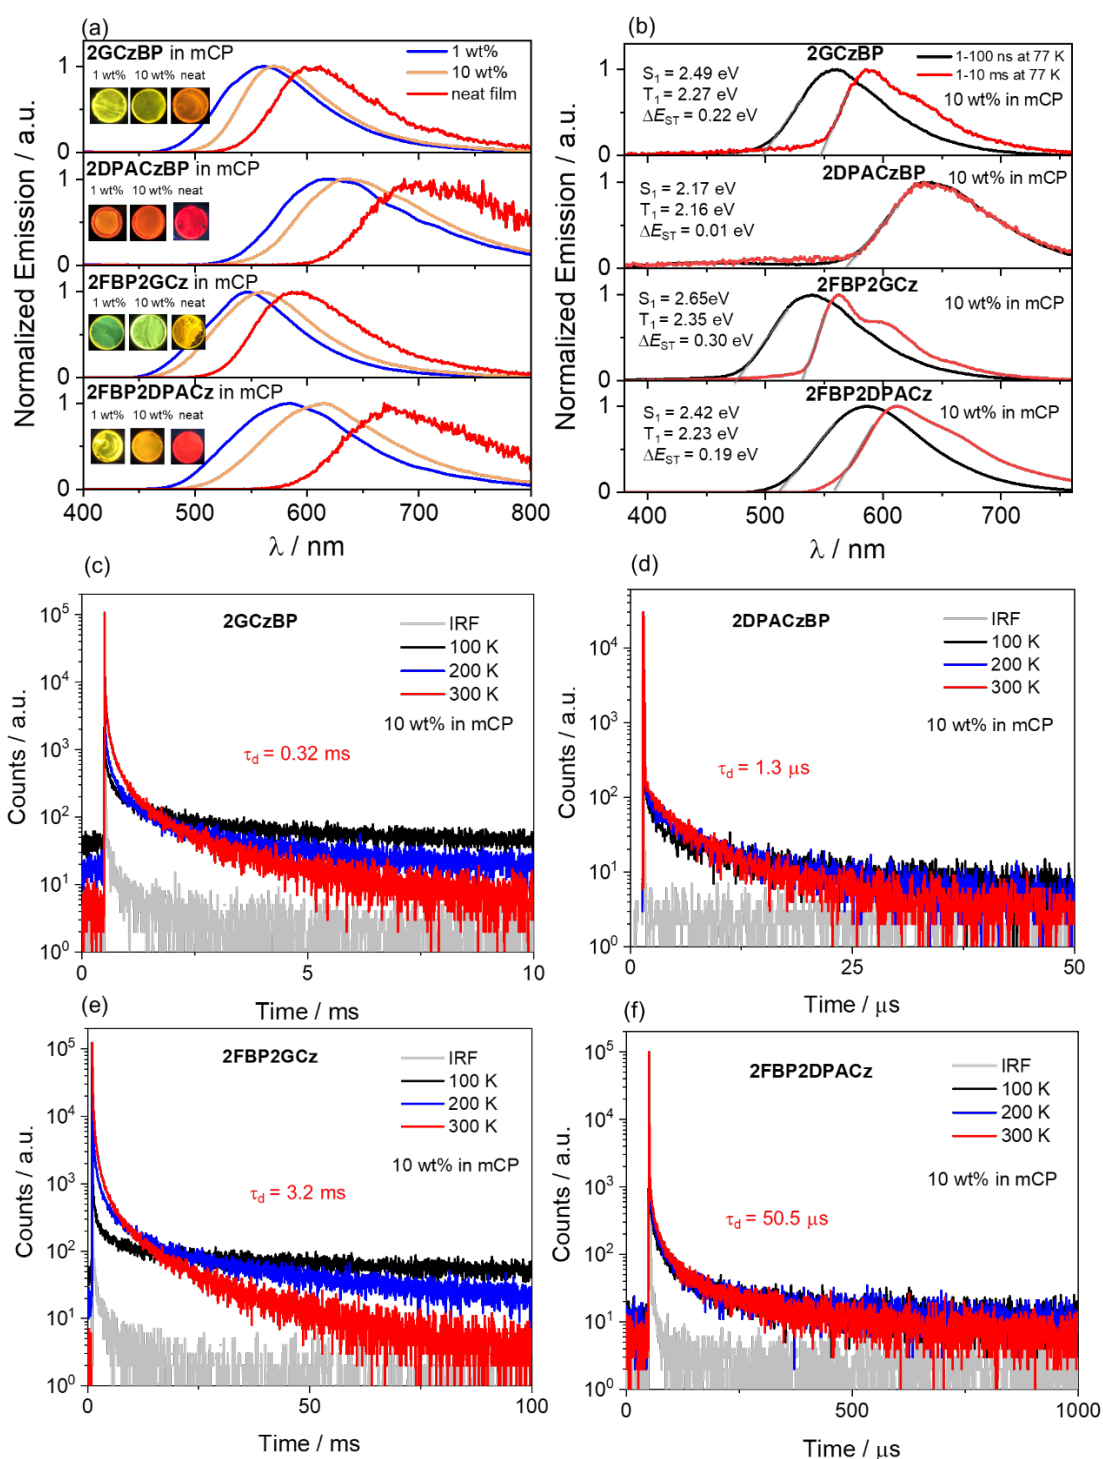 (a)
2GCzBP in mCP
1 wt% 10 wt% neat
1 wt%
10 wt%
neat film
1
0
2DPACzBP in mCP
1 wt% 10 wt% neat
1
0
2FBP2GCz in mCP
1 wt% 10 wt% neat
1
0
2FBP2DPACz in mCP
1 wt% 10 wt% neat
1
0
400 500 600 700 800
λ / nm
Normalized Emission / a.u.
(b)
2GCzBP
1-100 ns at 77 K
1-10 ms at 77 K
10 wt% in mCP
S1 = 2.49 eV
T1 = 2.27 eV
ΔEST = 0.22 eV
1
0
10 wt% in mCP
2DPACzBP
S1 = 2.17 eV
T1 = 2.16 eV
ΔEST = 0.01 eV
1
0
2FBP2GCz
10 wt% in mCP
S1 = 2.65eV
T1 = 2.35 eV
ΔEST = 0.30 eV
1
0
2FBP2DPACz
10 wt% in mCP
S1 = 2.42 eV
T1 = 2.23 eV
ΔEST = 0.19 eV
1
0
400 500 600 700
λ / nm
Normalized Emission / a.u.
(c)
2GCzBP
IRF
100 K
200 K
300 K
10 wt% in mCP
τd = 0.32 ms
10^5
10^4
10^3
10^2
10^1
10^0
0 5 10
Time / ms
Counts / a.u.
(d)
2DPACzBP
IRF
100 K
200 K
300 K
10 wt% in mCP
τd = 1.3 μs
10^4
10^3
10^2
10^1
10^0
0 25 50
Time / μs
Counts / a.u.
(e)
2FBP2GCz
IRF
100 K
200 K
300 K
10 wt% in mCP
τd = 3.2 ms
10^5
10^4
10^3
10^2
10^1
10^0
0 50 100
Time / ms
Counts / a.u.
(f)
2FBP2DPACz
IRF
100 K
200 K
300 K
10 wt% in mCP
τd = 50.5 μs
10^5
10^4
10^3
10^2
10^1
10^0
0 500 1000
Time / μs
Counts / a.u.